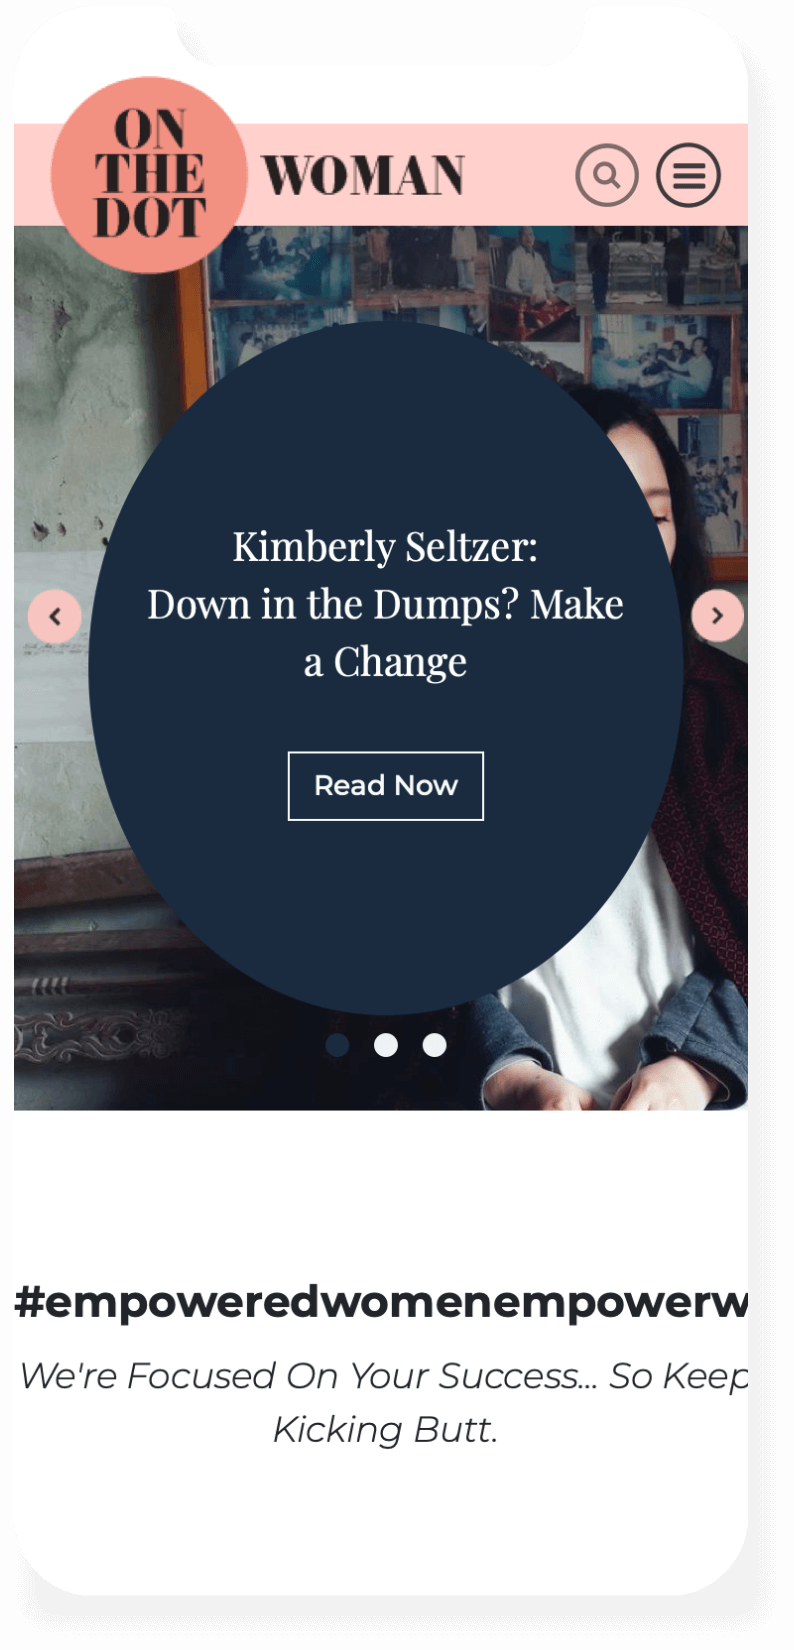 ON
THE
DOT
WOMAN
Kimberly Seltzer:
Down in the Dumps? Make
a Change
Read Now
#empoweredwomenempowerw
We're Focused On Your Success... So Keep
Kicking Butt.